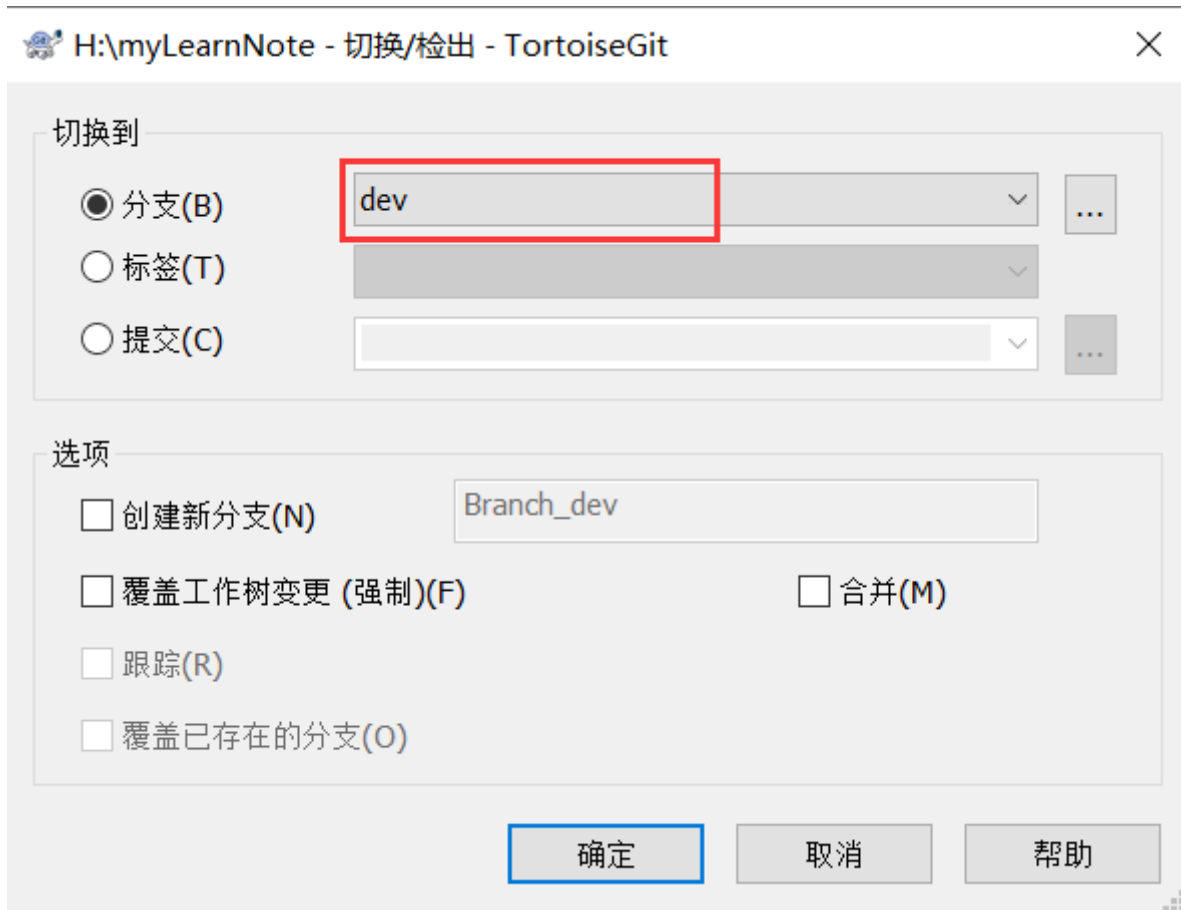 H:\myLearnNote - 切换/检出 - TortoiseGit
切换到
分支(B) dev ...
标签(T)
提交(C) ...
选项
创建新分支(N) Branch_dev
覆盖工作树变更 (强制)(F) 合并(M)
跟踪(R)
覆盖已存在的分支(O)
确定 取消 帮助